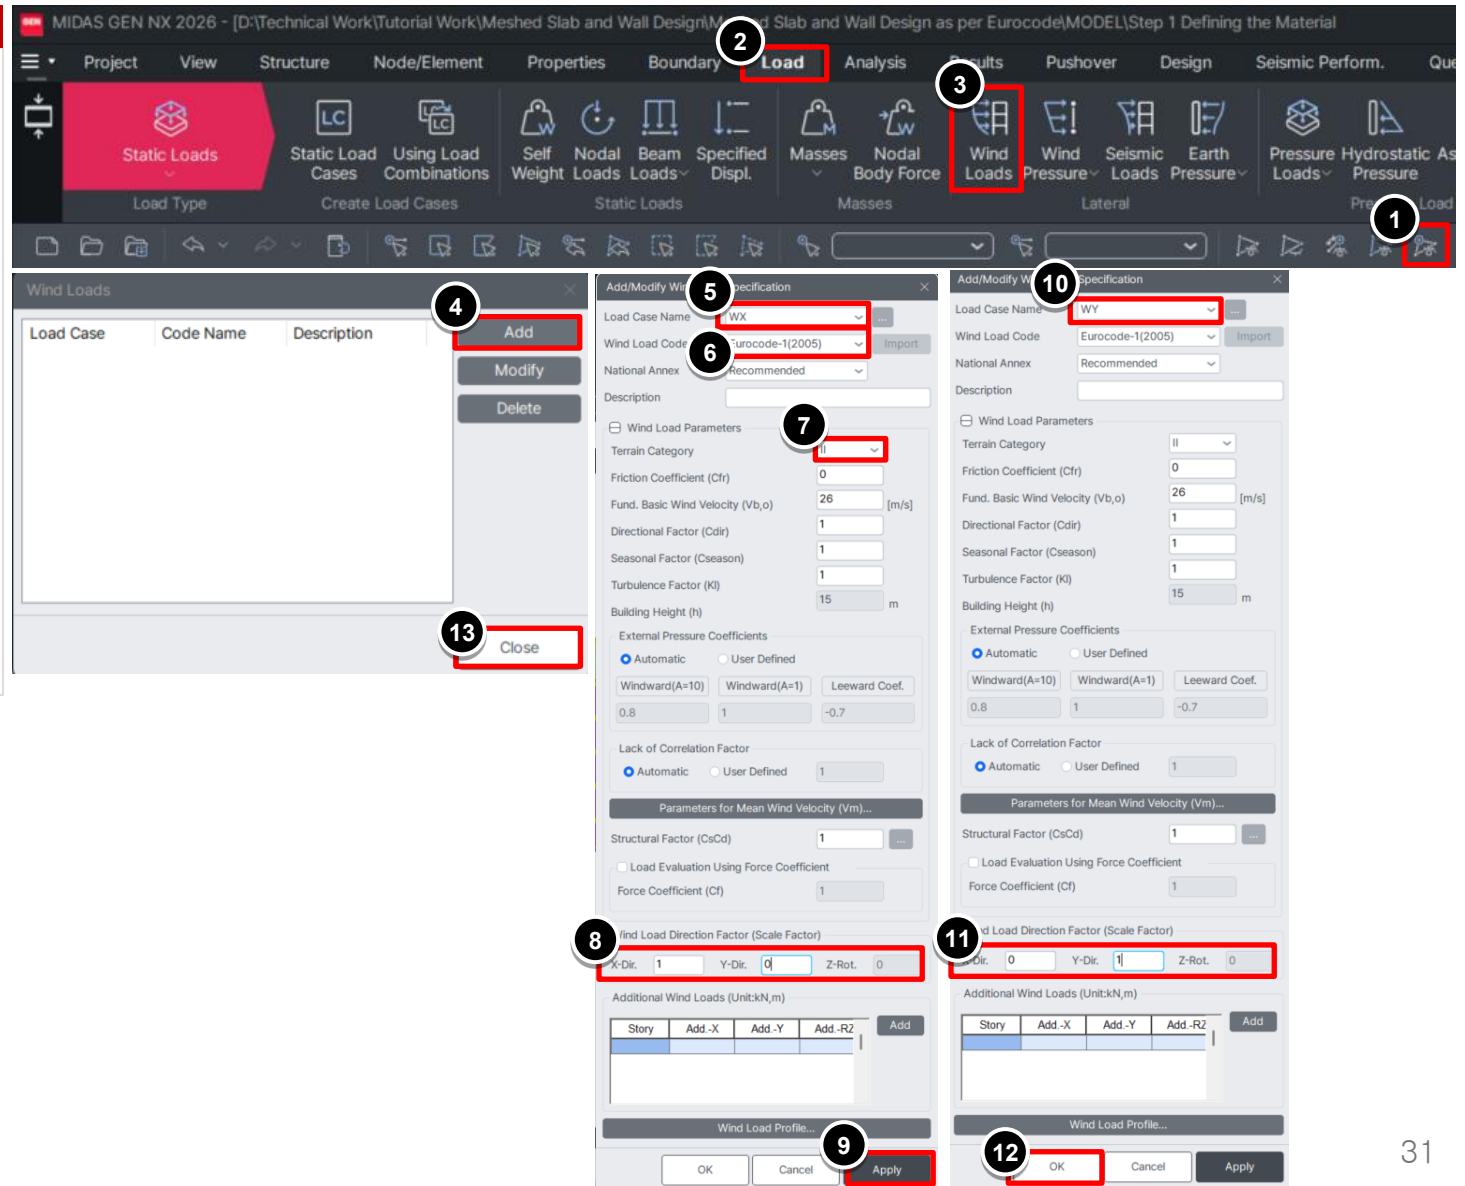 MIDAS GEN NX 2026 - [D:\Technical Work\Tutorial Work\Meshed Slab and Wall Design\M d Slab and Wall Design as per Eurocode\MODEL\Step 1 Defining the Material
2
Project View Structure Node/Element Properties Boundary Load Analysis Results Pushover Design Seismic Perform. Que
3
Static Loads
Static Load Cases
Using Load Combinations
Self Weight
Nodal Loads
Beam Loads
Specified Displ.
Masses
Nodal Body Force
Wind Loads
Wind Pressure
Seismic Loads
Earth Pressure
Pressure Loads
Hydrostatic Pressure
As
Load Type Create Load Cases Static Loads Masses Lateral Pre Load
1
Wind Loads
4
Load Case Code Name Description Add
Modify
Delete
13
Close
Add/Modify Wi pecification
5
Load Case Name WX ...
Wind Load Code Eurocode-1(2005) Import
6
National Annex Recommended
Description
Wind Load Parameters
7
Terrain Category II
Friction Coefficient (Cfr) 0
Fund. Basic Wind Velocity (Vb,o) 26 [m/s]
Directional Factor (Cdir) 1
Seasonal Factor (Cseason) 1
Turbulence Factor (Kl) 1
Building Height (h) 15 m
External Pressure Coefficients
Automatic User Defined
Windward(A=10) Windward(A=1) Leeward Coef.
0.8 1 -0.7
Lack of Correlation Factor
Automatic User Defined 1
Parameters for Mean Wind Velocity (Vm)...
Structural Factor (CsCd) 1 ...
Load Evaluation Using Force Coefficient
Force Coefficient (Cf) 1
8
Wind Load Direction Factor (Scale Factor)
X-Dir. 1 Y-Dir. 0 Z-Rot. 0
Additional Wind Loads (Unit:kN,m)
Story Add.-X Add.-Y Add.-RZ Add
Wind Load Profile...
9
OK Cancel Apply
Add/Modify W Specification
10
Load Case Name WY ...
Wind Load Code Eurocode-1(2005) Import
National Annex Recommended
Description
Wind Load Parameters
Terrain Category II
Friction Coefficient (Cfr) 0
Fund. Basic Wind Velocity (Vb,o) 26 [m/s]
Directional Factor (Cdir) 1
Seasonal Factor (Cseason) 1
Turbulence Factor (Kl) 1
Building Height (h) 15 m
External Pressure Coefficients
Automatic User Defined
Windward(A=10) Windward(A=1) Leeward Coef.
0.8 1 -0.7
Lack of Correlation Factor
Automatic User Defined 1
Parameters for Mean Wind Velocity (Vm)...
Structural Factor (CsCd) 1 ...
Load Evaluation Using Force Coefficient
Force Coefficient (Cf) 1
11
nd Load Direction Factor (Scale Factor)
X-Dir. 0 Y-Dir. 1 Z-Rot. 0
Additional Wind Loads (Unit:kN,m)
Story Add.-X Add.-Y Add.-RZ Add
Wind Load Profile...
12
OK Cancel Apply
31